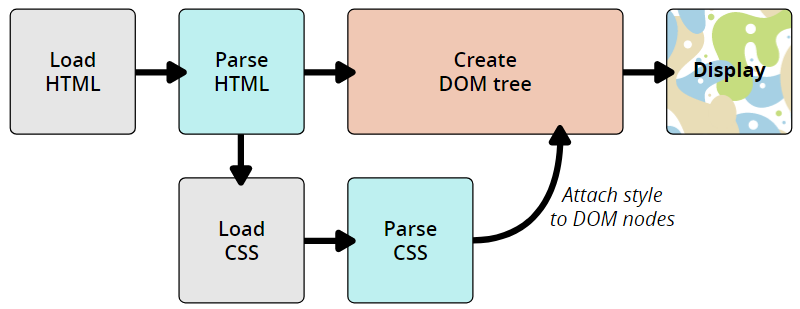 Load
HTML
Parse
HTML
Create
DOM tree
Display
Load
CSS
Parse
CSS
Attach style
to DOM nodes